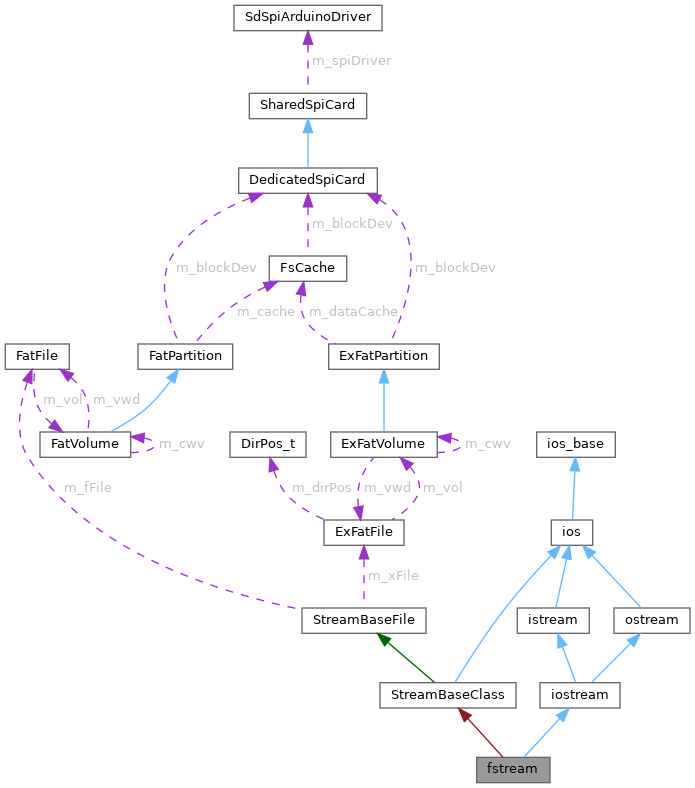 SdSpiArduinoDriver
m_spiDriver
SharedSpiCard
DedicatedSpiCard
m_blockDev
FsCache
m_blockDev
m_blockDev
m_cache
m_dataCache
FatFile
FatPartition
ExFatPartition
m_vol
m_vwd
FatVolume
m_cwv
DirPos_t
ExFatVolume
m_cwv
ios_base
m_fFile
m_dirPos
m_vwd
m_vol
ExFatFile
ios
m_xFile
StreamBaseFile
istream
ostream
StreamBaseClass
iostream
fstream